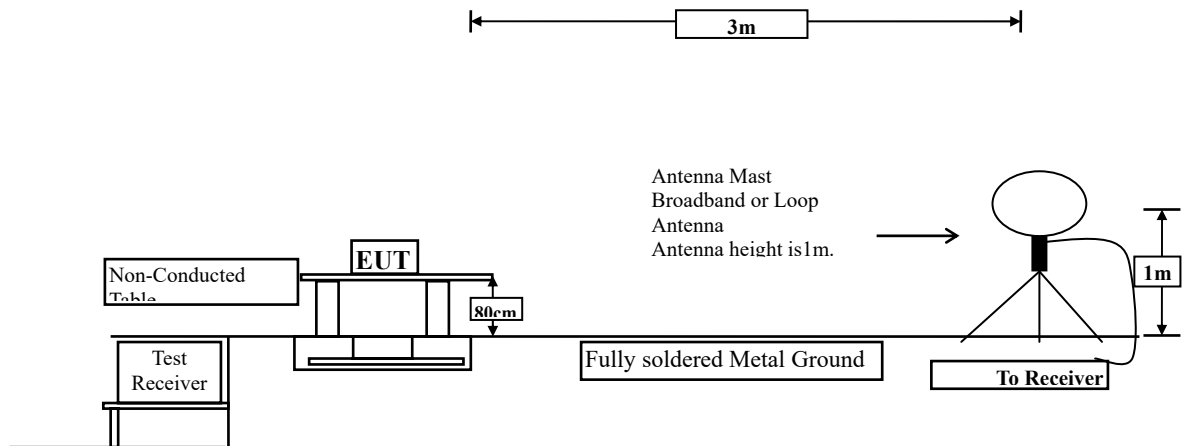 3m
Antenna Mast
Broadband or Loop
Antenna
Antenna height is1m.
EUT
Non-Conducted
Table
80cm
1m
Test
Receiver
Fully soldered Metal Ground
To Receiver